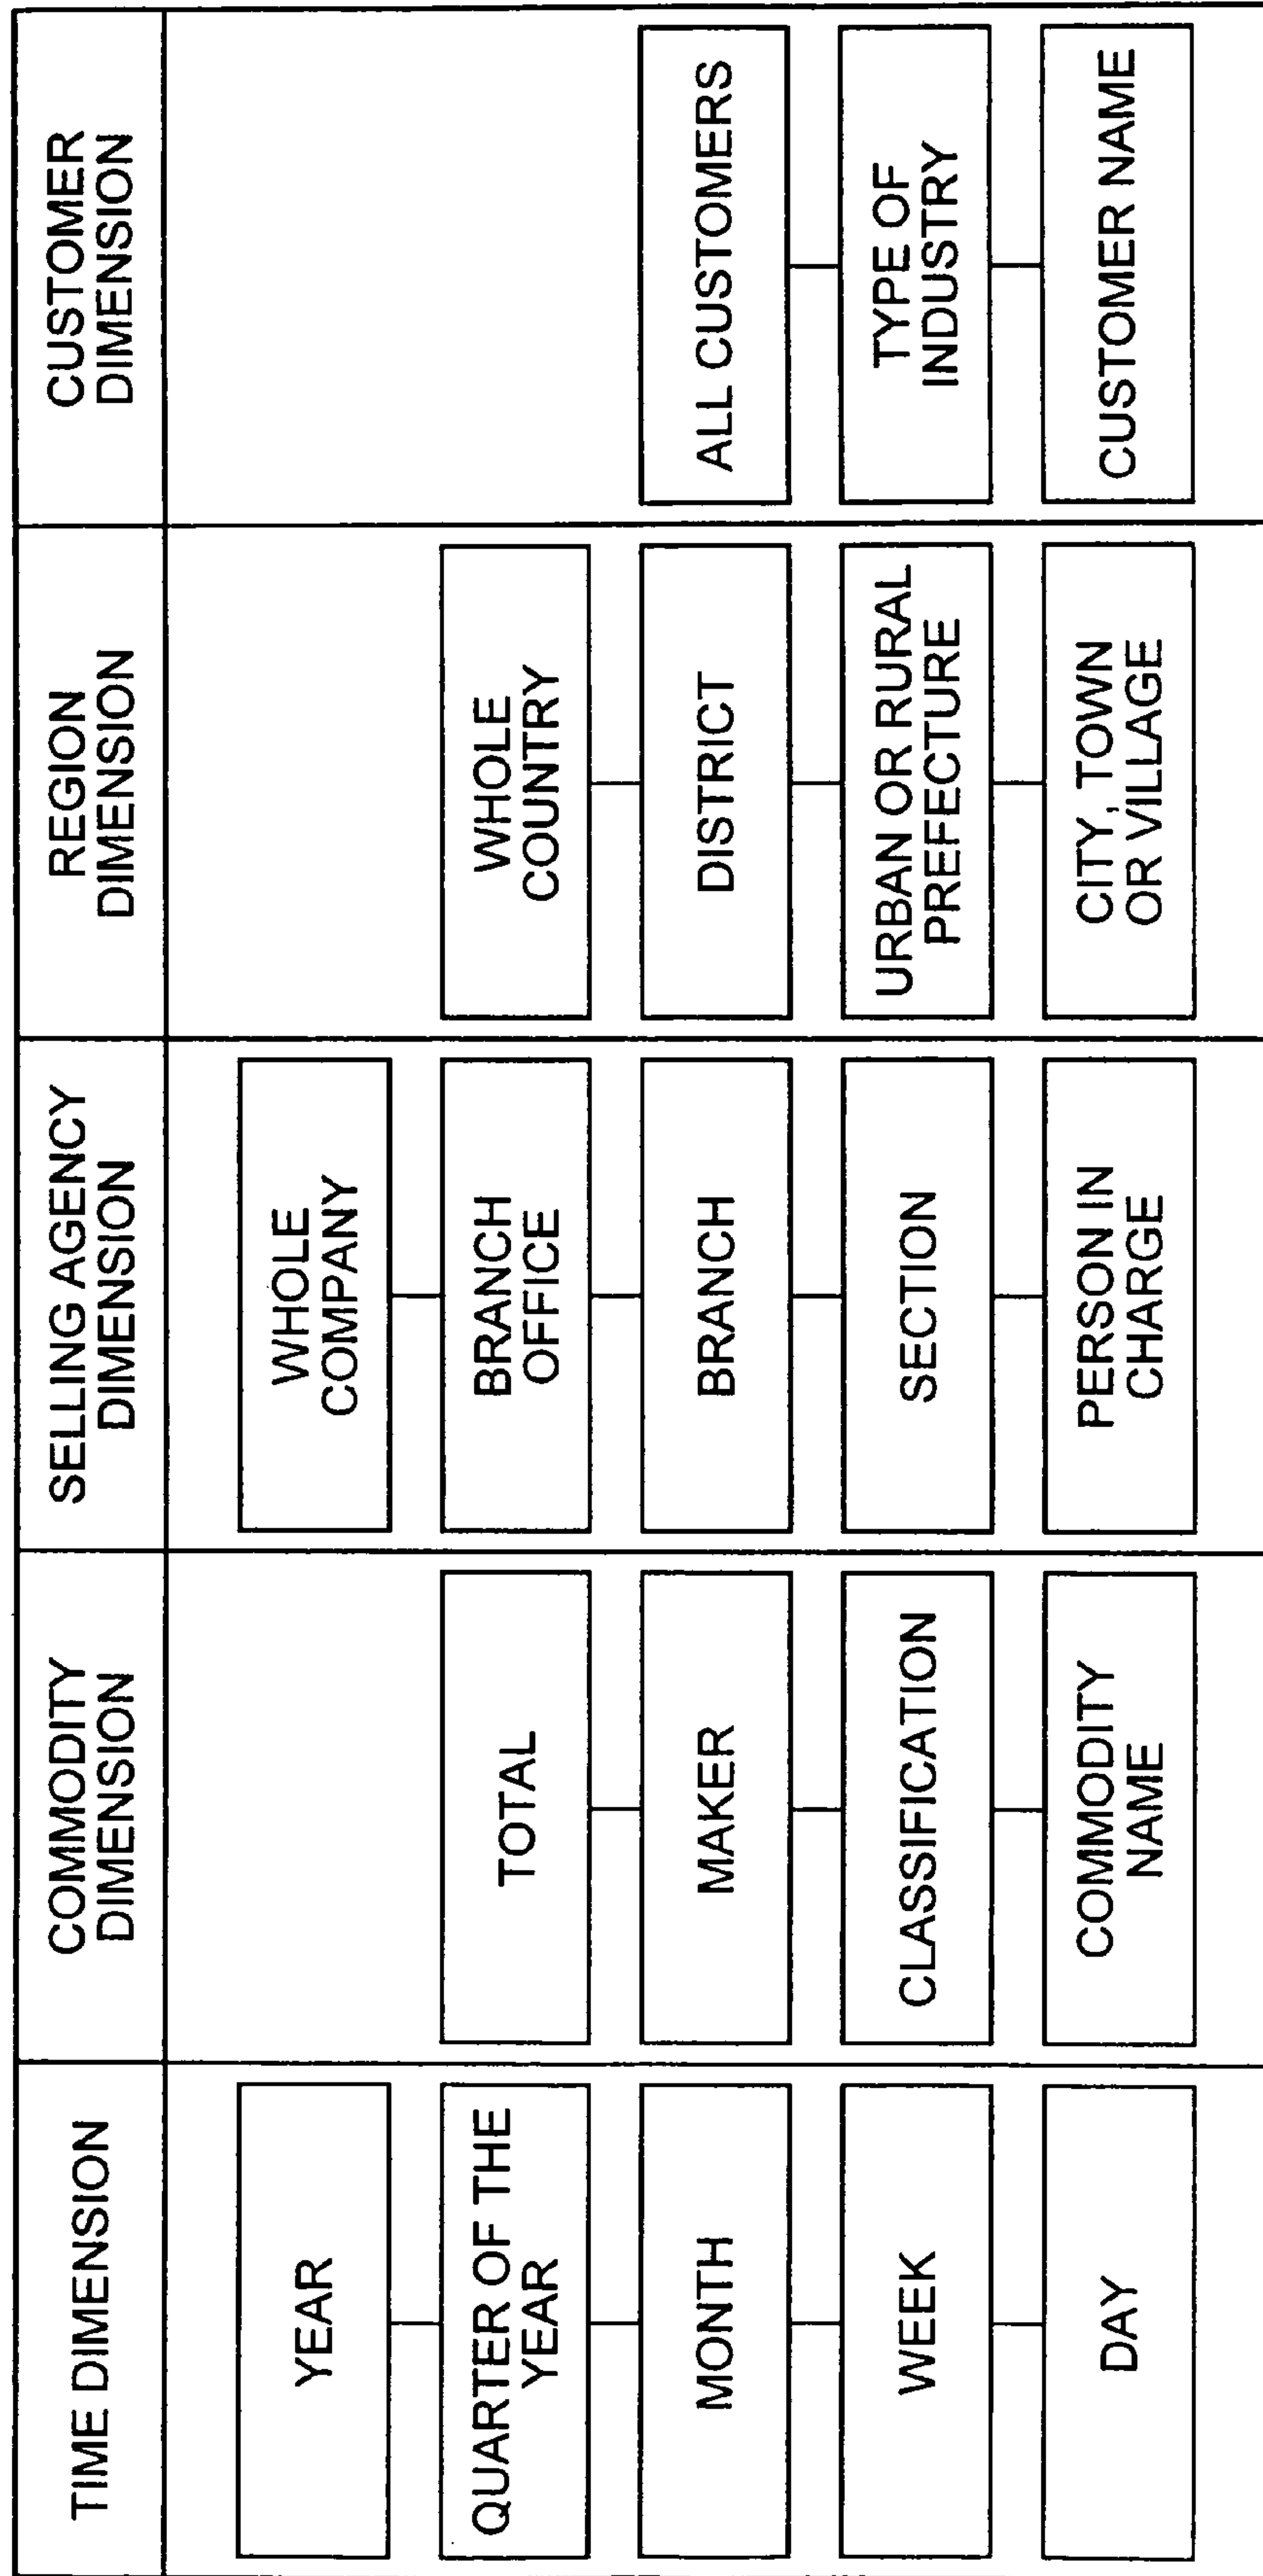 TIME DIMENSION
COMMODITY
DIMENSION
SELLING AGENCY
DIMENSION
REGION
DIMENSION
CUSTOMER
DIMENSION
YEAR
QUARTER OF THE
YEAR
MONTH
WEEK
DAY
TOTAL
MAKER
CLASSIFICATION
COMMODITY
NAME
WHOLE
COMPANY
BRANCH
OFFICE
BRANCH
SECTION
PERSON IN
CHARGE
WHOLE
COUNTRY
DISTRICT
URBAN OR RURAL
PREFECTURE
CITY, TOWN
OR VILLAGE
ALL CUSTOMERS
TYPE OF
INDUSTRY
CUSTOMER NAME